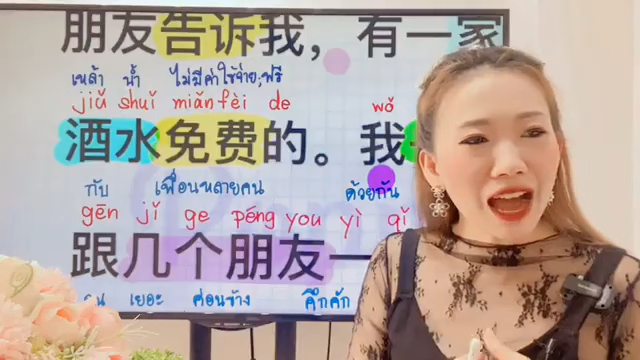 朋友告诉我，有一家
เหล้า น้ำ ไม่มีค่าใช้จ่าย,ฟรี
jiǔ shuǐ miǎn fèi de wǒ
酒水免费的。我
กับ เพื่อนหลายคน ด้วยกัน
gēn jǐ ge péng you yì qǐ
跟几个朋友一
เยอะ ค่อนข้าง คึกคัก